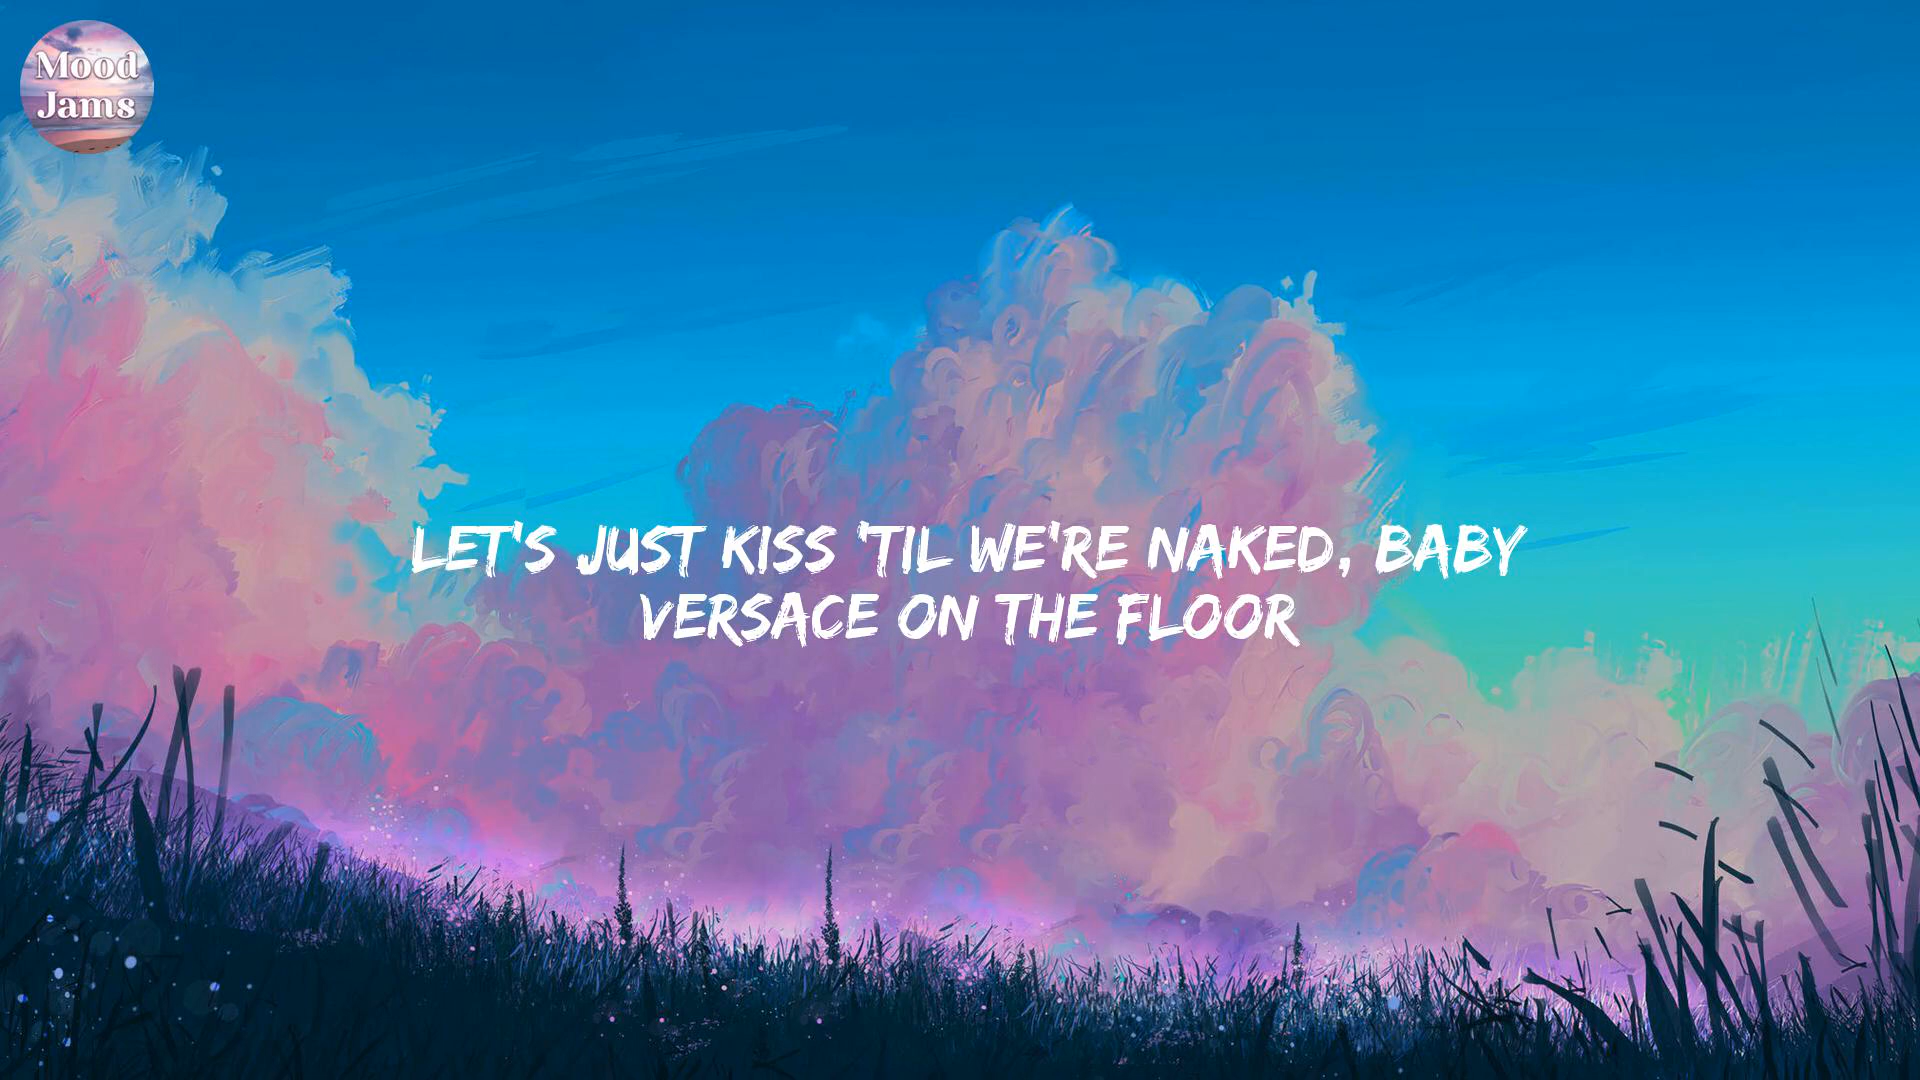 Mood
Jams
LET'S JUST KISS 'TIL WE'RE NAKED, BABY
VERSACE ON THE FLOOR